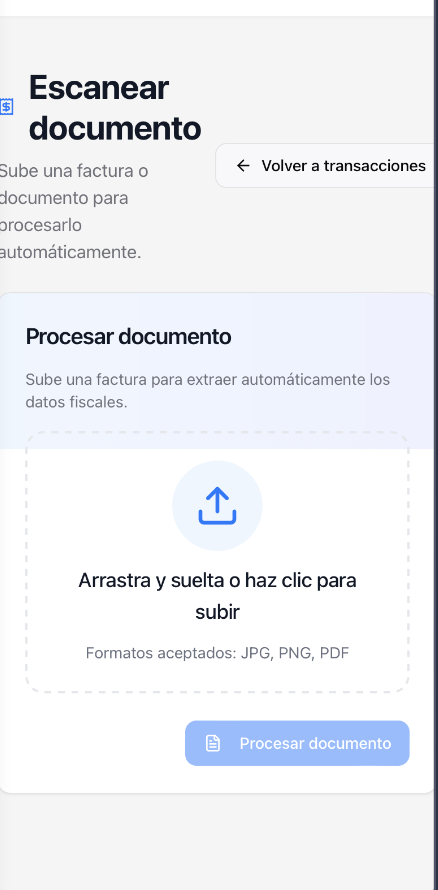 Escanear
documento
Sube una factura o
documento para
procesarlo
automáticamente.
Volver a transacciones
Procesar documento
Sube una factura para extraer automáticamente los
datos fiscales.
Arrastra y suelta o haz clic para
subir
Formatos aceptados: JPG, PNG, PDF
Procesar documento